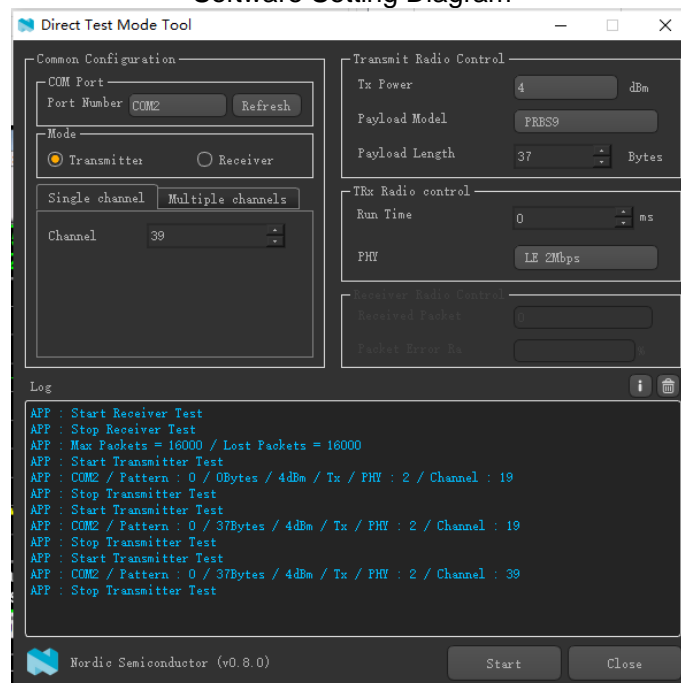 Software Setting Diagram
Direct Test Mode Tool
Common Configuration
COM Port
Port Number COM2 Refresh
Mode
Transmitter Receiver
Single channel Multiple channels
Channel 39
Transmit Radio Control
Tx Power 4 dBm
Payload Model PRBS9
Payload Length 37 Bytes
TRx Radio control
Run Time 0 ms
PHY LE 2Mbps
Receiver Radio Control
Received Packet 0
Packet Error Ra %
Log
APP : Start Receiver Test
APP : Stop Receiver Test
APP : Max Packets = 16000 / Lost Packets = 16000
APP : Start Transmitter Test
APP : COM2 / Pattern : 0 / 0Bytes / 4dBm / Tx / PHY : 2 / Channel : 19
APP : Stop Transmitter Test
APP : Start Transmitter Test
APP : COM2 / Pattern : 0 / 37Bytes / 4dBm / Tx / PHY : 2 / Channel : 19
APP : Stop Transmitter Test
APP : Start Transmitter Test
APP : COM2 / Pattern : 0 / 37Bytes / 4dBm / Tx / PHY : 2 / Channel : 39
APP : Stop Transmitter Test
Nordic Semiconductor (v0.8.0) Start Close